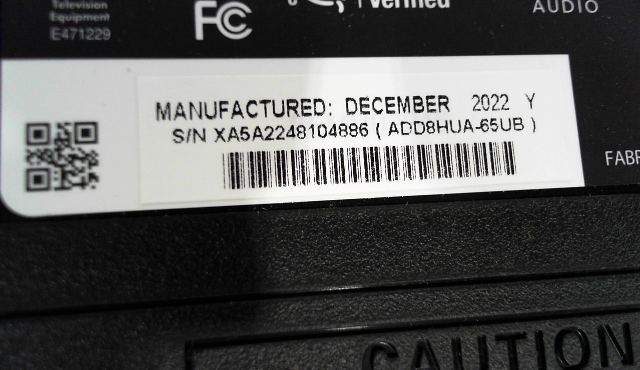 Television
Equipment
E471229
FC
Verified
AUDIO
MANUFACTURED: DECEMBER 2022 Y
S/N XA5A2248104886 ( ADD8HUA-65UB )
FABR
CAUTION